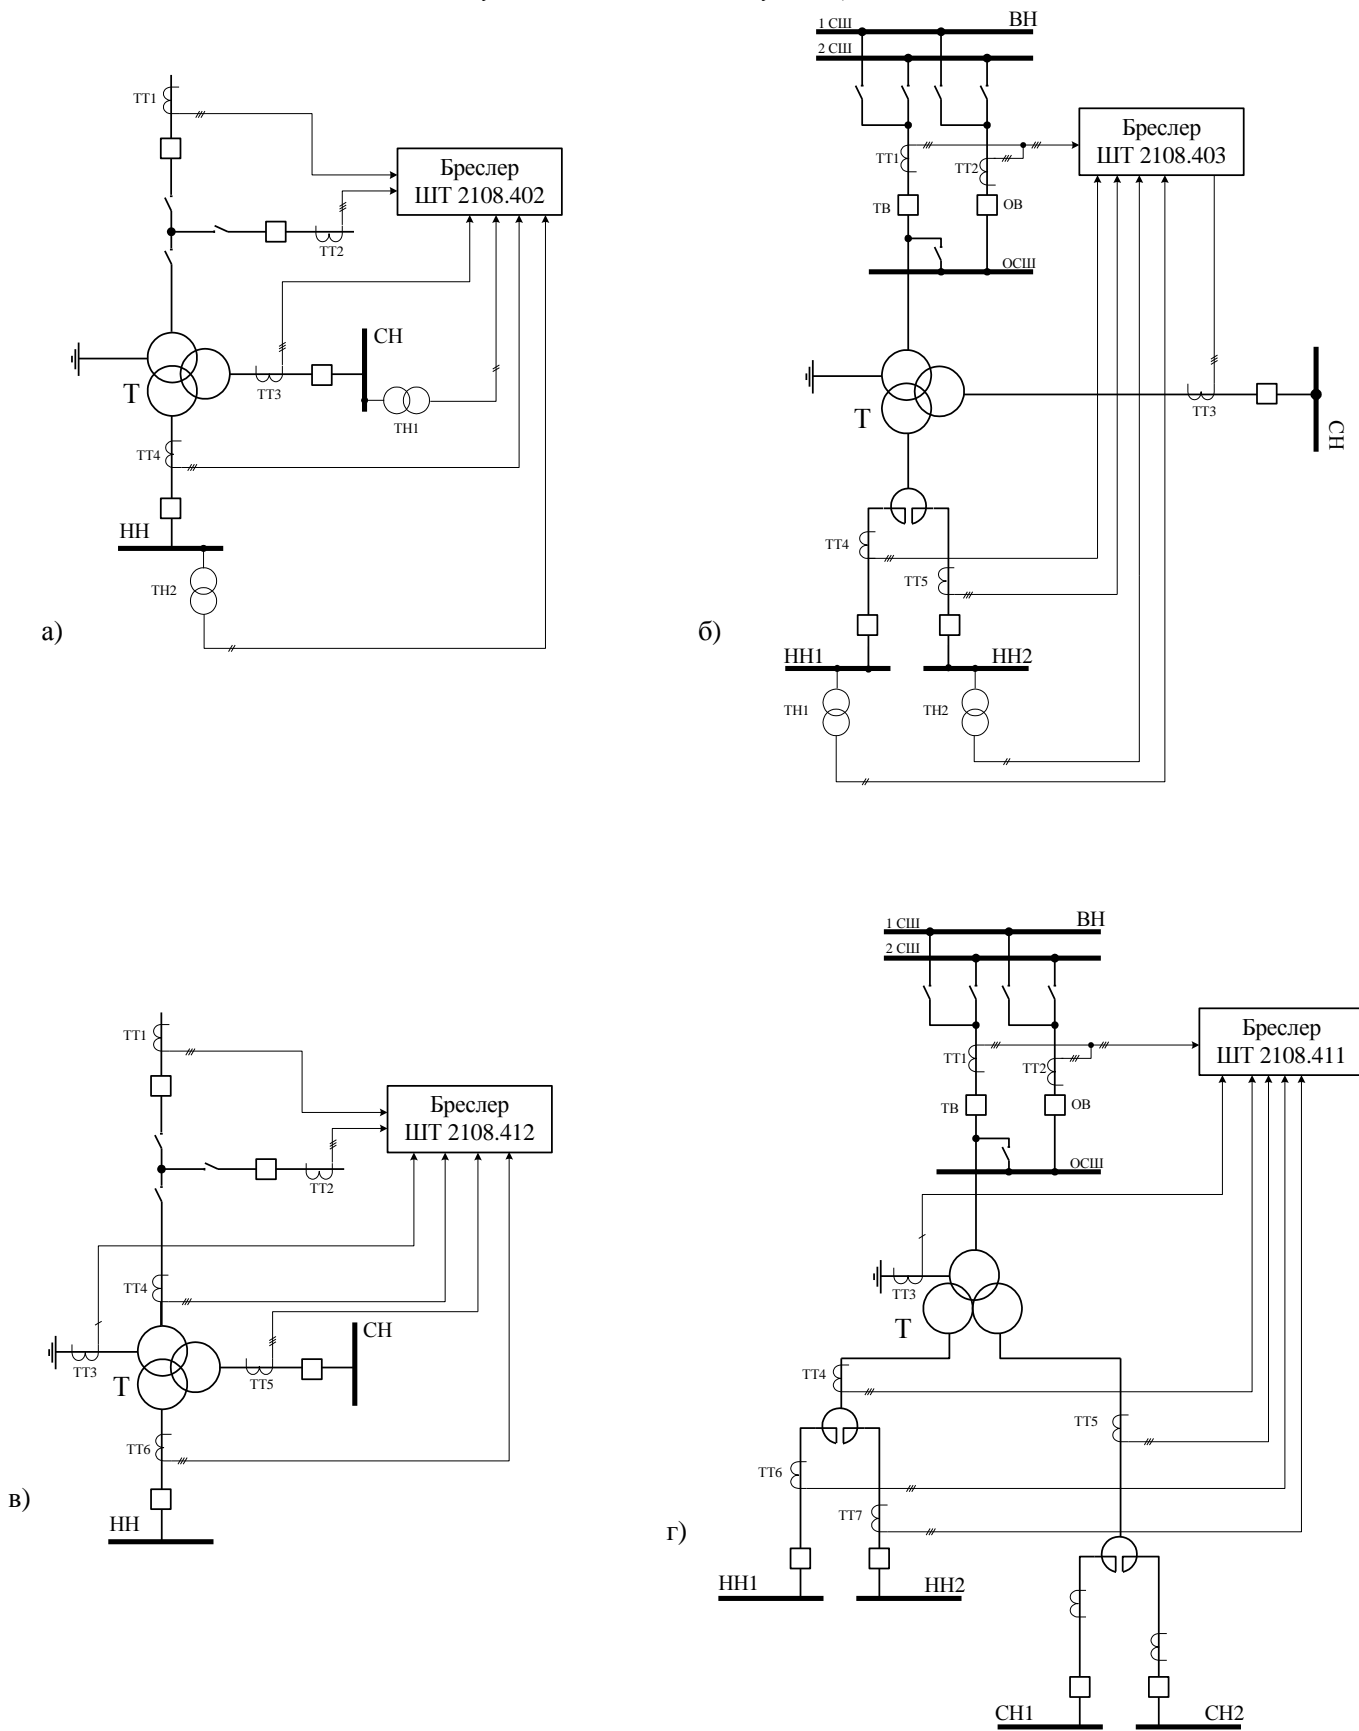 ТТ1
Бреслер
ШТ 2108.402
ТТ2
СН
Т
ТТ3
ТН1
ТТ4
НН
ТН2
а)
1 СШ
ВН
2 СШ
Бреслер
ШТ 2108.403
ТТ1
ТТ2
ТВ
ОВ
ОСШ
Т
ТТ3
СН
ТТ4
ТТ5
б)
НН1
НН2
ТН1
ТН2
ТТ1
Бреслер
ШТ 2108.412
ТТ2
ТТ4
СН
ТТ3
Т
ТТ5
ТТ6
в)
НН
1 СШ
ВН
2 СШ
Бреслер
ШТ 2108.411
ТТ1
ТТ2
ТВ
ОВ
ОСШ
ТТ3
Т
ТТ4
ТТ5
ТТ6
ТТ7
г)
НН1
НН2
СН1
СН2